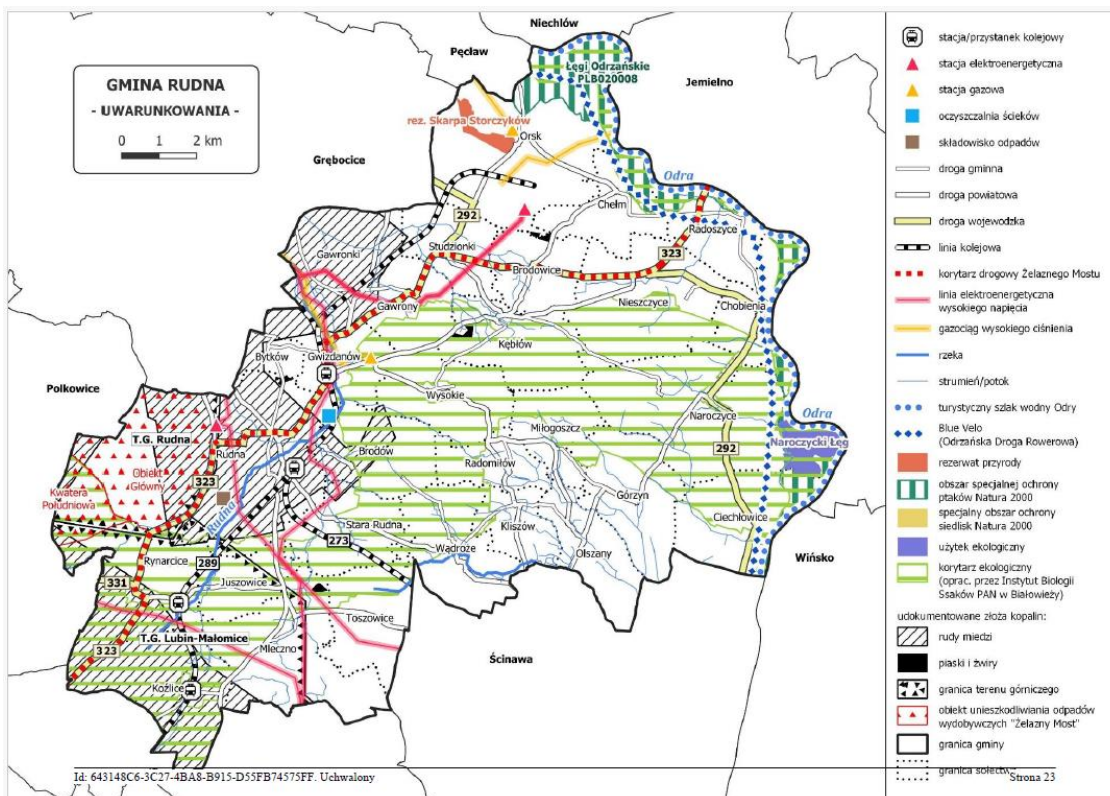 GMINA RUDNA
- UWARUNKOWANIA -
0 1 2 km
Niechlów
Pęcław
Jemielno
Łęgi Odrzańskie
PLB020008
rez. Skarpa Storczyków
Orsk
Grębocice
Odra
Chełm
292
Radoszyce
Studzionki
323
Gawronki
Brodowice
Gawrony
Nieszczyce
Chobienia
Kębłów
Bytków
Gwizdanów
Polkowice
Wysokie
Naroczyce
Odra
Miłogoszcz
T.G. Rudna
Naroczycki Łęg
Rudna
Brodów
292
Obiekt
Główny
Radomiłów
323
Kwatera
Południowa
Górzyn
Rudna
Stara Rudna
Kliszów
Ciechłowice
273
Wądroże
Olszany
Wińsko
Rynarcice
289
331
Juszowice
Toszowice
T.G. Lubin-Małomice
323
Mleczno
Ścinawa
Koźlice
stacja/przystanek kolejowy
stacja elektroenergetyczna
stacja gazowa
oczyszczalnia ścieków
składowisko odpadów
droga gminna
droga powiatowa
droga wojewodzka
linia kolejowa
korytarz drogowy Żelaznego Mostu
linia elektroenergetyczna
wysokiego napięcia
gazociąg wysokiego ciśnienia
rzeka
strumień/potok
turystyczny szlak wodny Odry
Blue Velo
(Odrzańska Droga Rowerowa)
rezerwat przyrody
obszar specjalnej ochrony
ptaków Natura 2000
specjalny obszar ochrony
siedlisk Natura 2000
użytek ekologiczny
korytarz ekologiczny
(oprac. przez Instytut Biologii
Ssaków PAN w Białowieży)
udokumentowane złoża kopalin:
rudy miedzi
piaski i żwiry
granica terenu górniczego
obiekt unieszkodliwiania odpadów
wydobywczych "Żelazny Most"
granica gminy
granica sołectw
Id: 643148C6-3C27-4BA8-B915-D55FB74575FF. Uchwalony
Strona 23